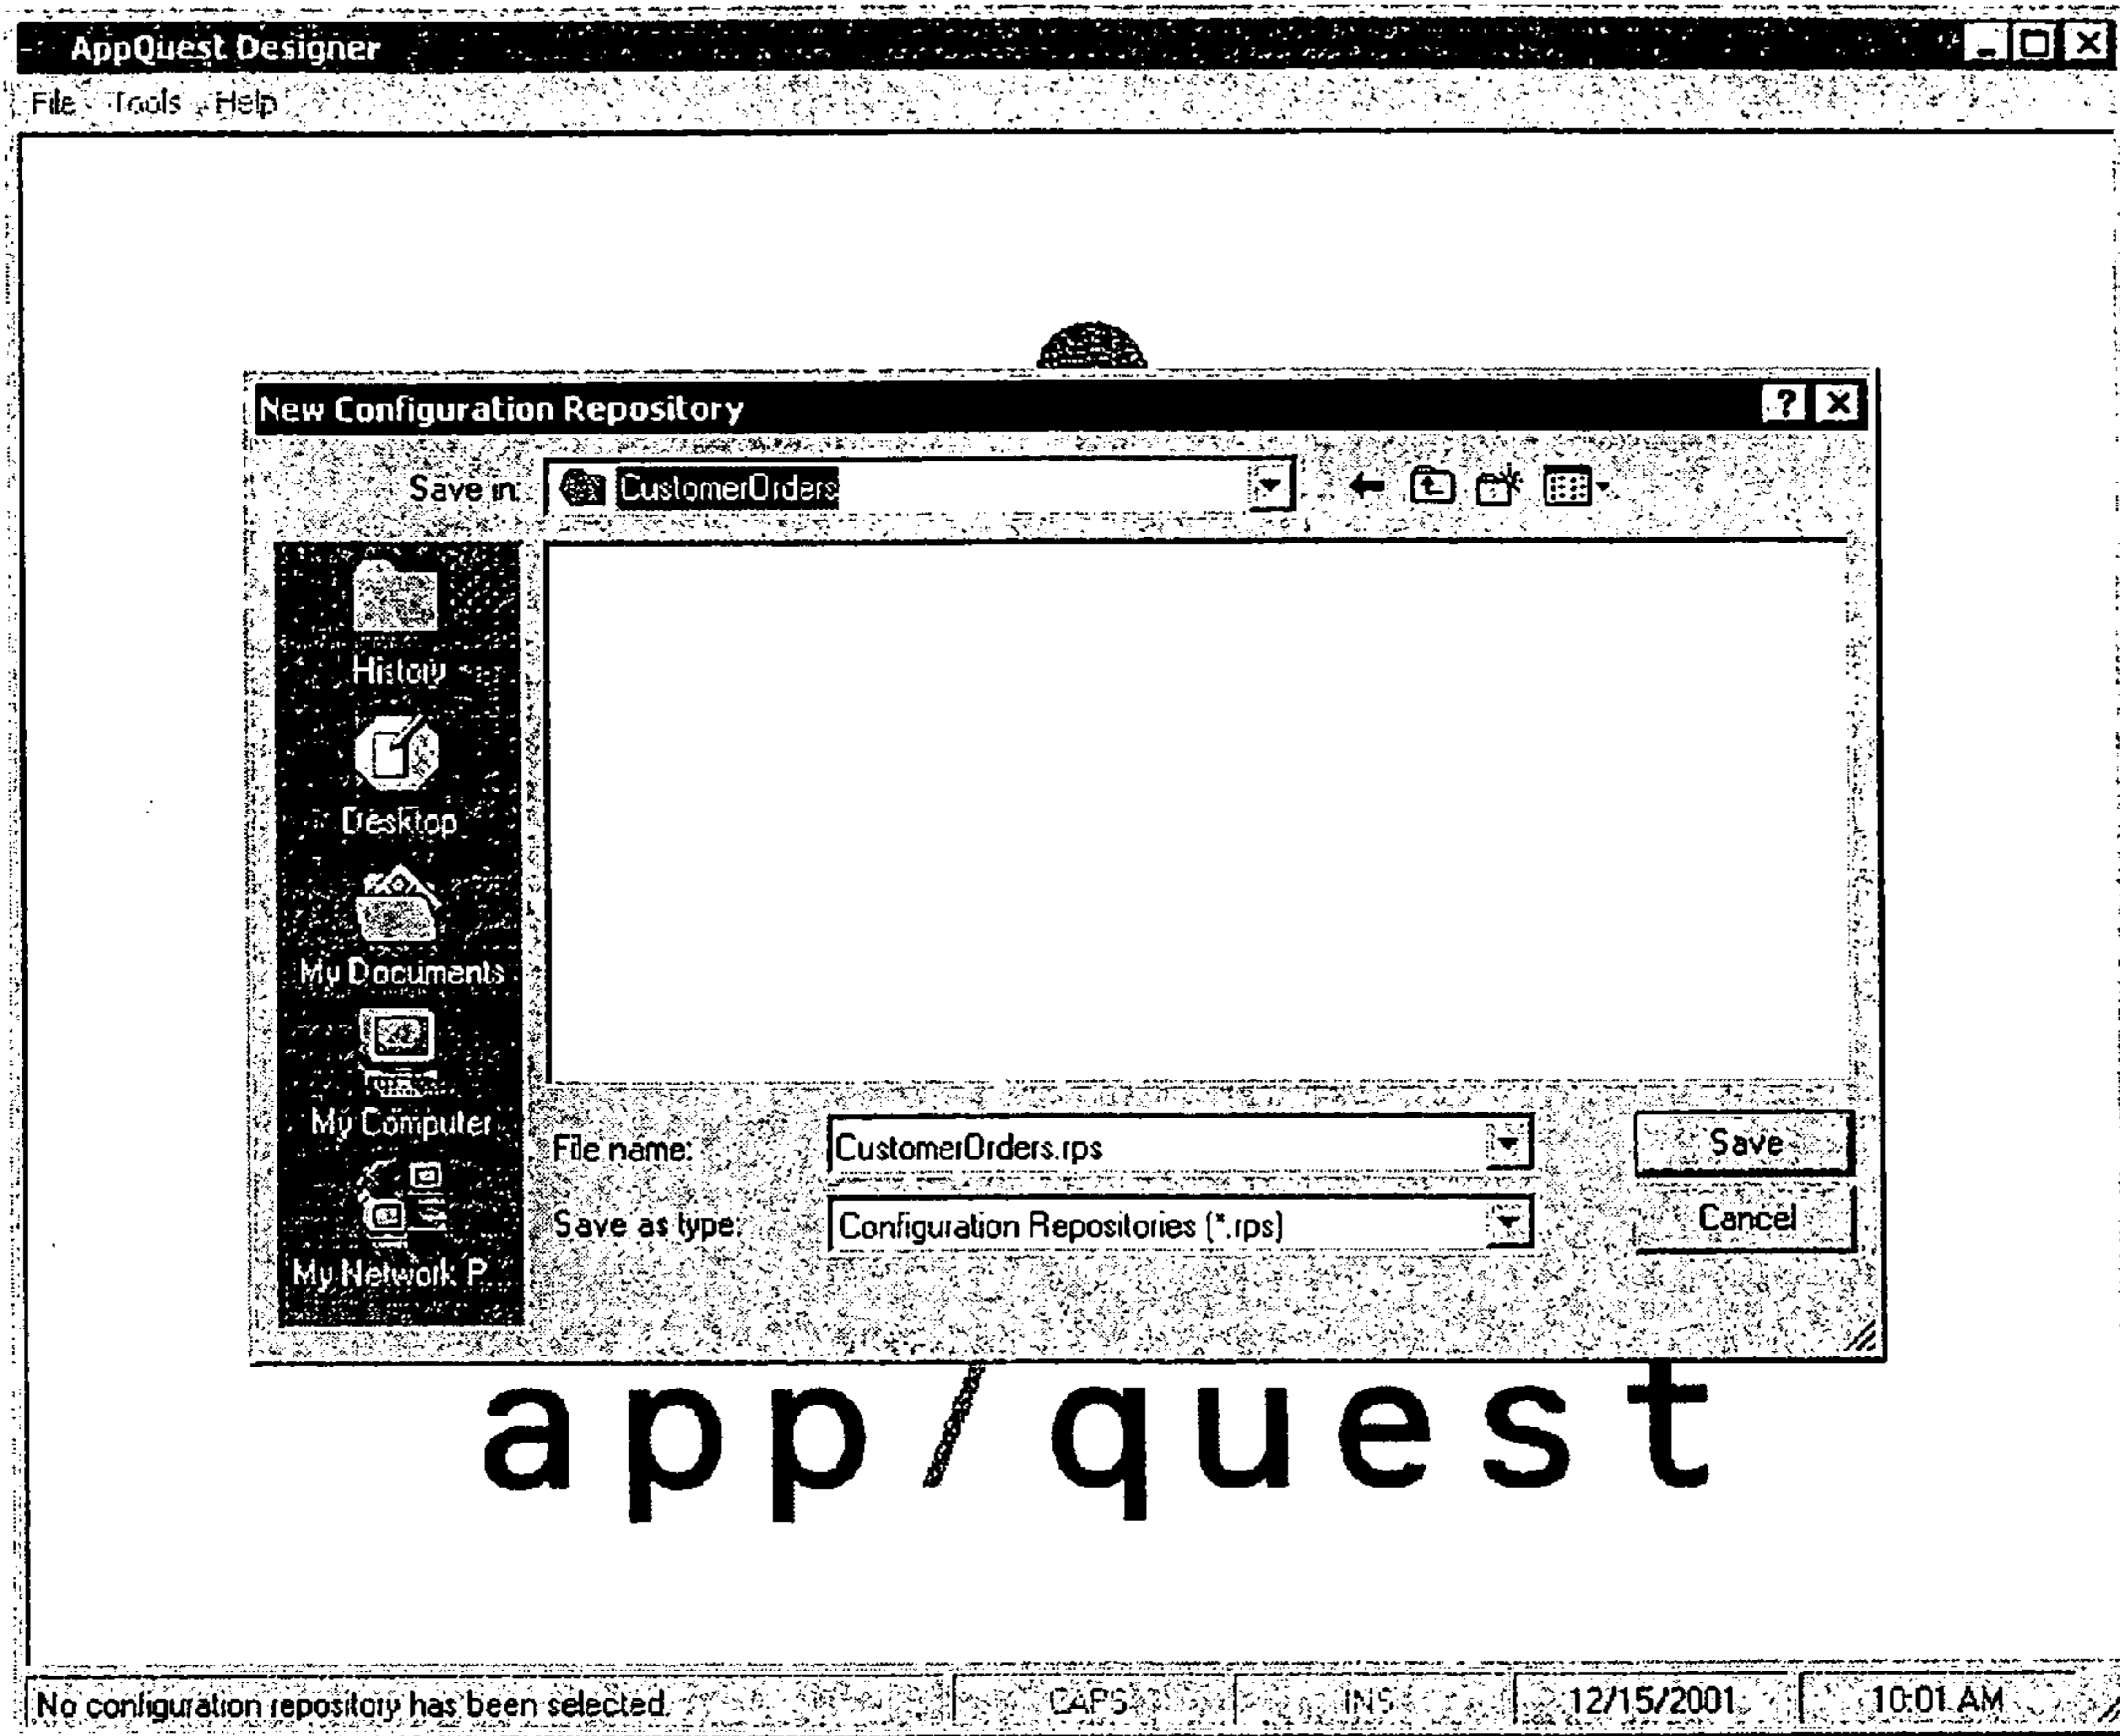 AppQuest Designer
File Tools Help
New Configuration Repository
Save in: CustomerOrders
History
Desktop
My Documents
My Computer
My Network P...
File name: CustomerOrders.rps Save
Save as type: Configuration Repositories (*.rps) Cancel
app/quest
No configuration repository has been selected. CAPS INS 12/15/2001 10:01 AM